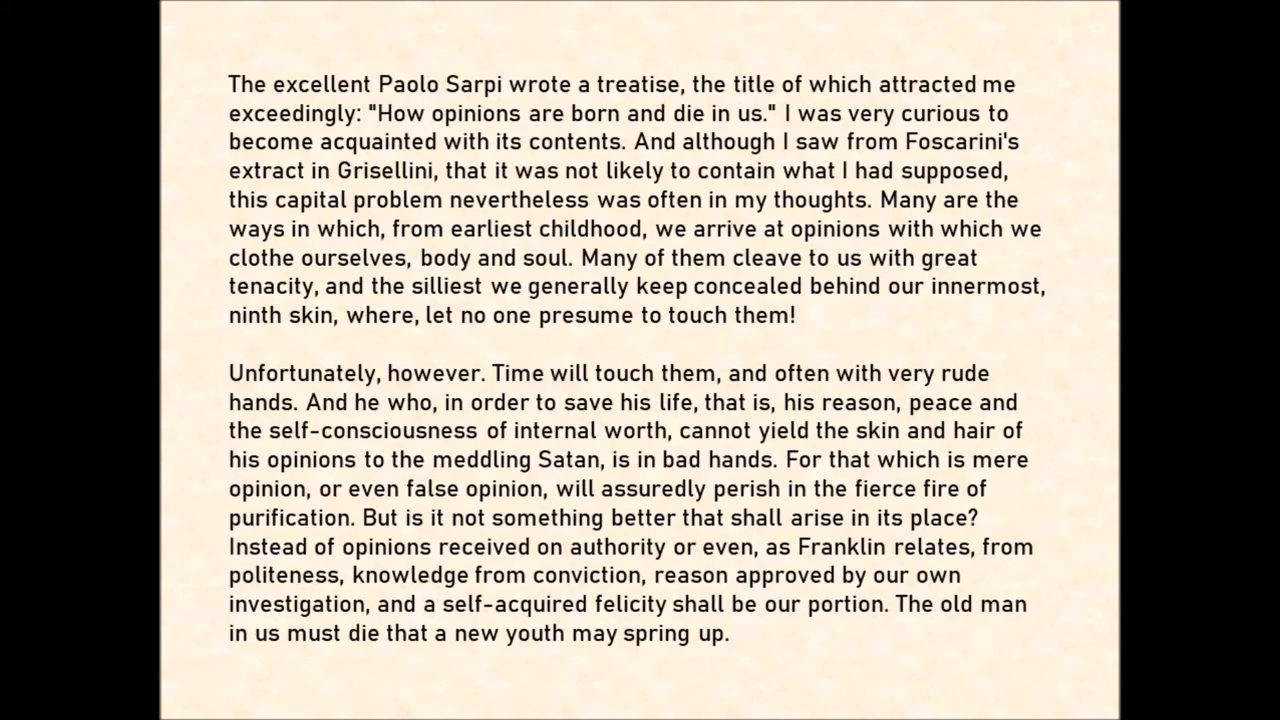 The excellent Paolo Sarpi wrote a treatise, the title of which attracted me
exceedingly: "How opinions are born and die in us." I was very curious to
become acquainted with its contents. And although I saw from Foscarini's
extract in Grisellini, that it was not likely to contain what I had supposed,
this capital problem nevertheless was often in my thoughts. Many are the
ways in which, from earliest childhood, we arrive at opinions with which we
clothe ourselves, body and soul. Many of them cleave to us with great
tenacity, and the silliest we generally keep concealed behind our innermost,
ninth skin, where, let no one presume to touch them!
Unfortunately, however. Time will touch them, and often with very rude
hands. And he who, in order to save his life, that is, his reason, peace and
the self-consciousness of internal worth, cannot yield the skin and hair of
his opinions to the meddling Satan, is in bad hands. For that which is mere
opinion, or even false opinion, will assuredly perish in the fierce fire of
purification. But is it not something better that shall arise in its place?
Instead of opinions received on authority or even, as Franklin relates, from
politeness, knowledge from conviction, reason approved by our own
investigation, and a self-acquired felicity shall be our portion. The old man
in us must die that a new youth may spring up.